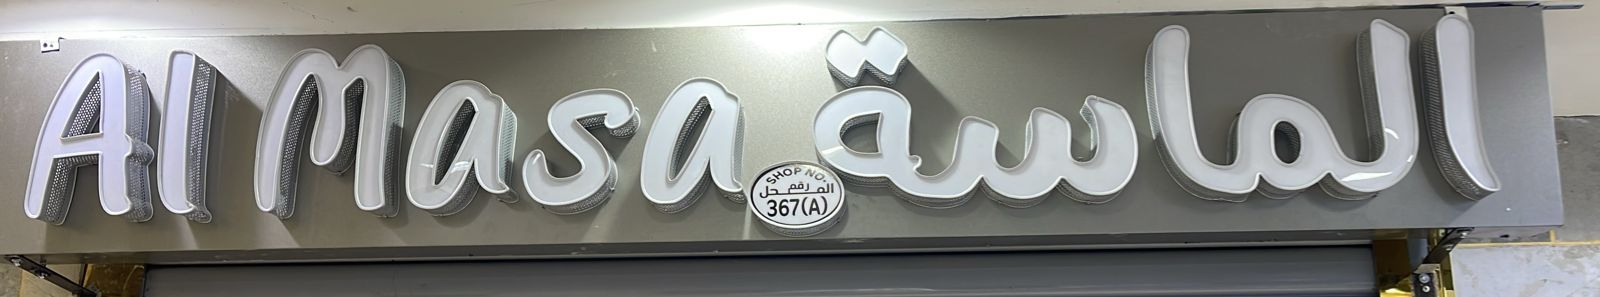 Al Masa
الماسة
SHOP NO.
رقم
المحل
367(A)